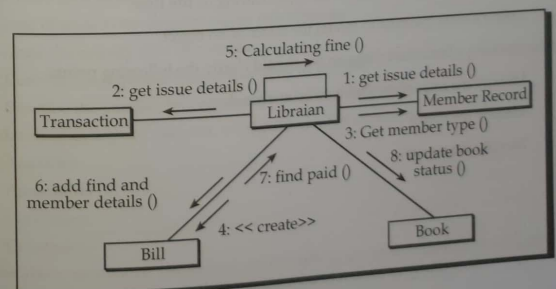 5: Calculating fine ()
2: get issue details ()
1: get issue details ()
Transaction
Libraian
Member Record
3: Get member type ()
8: update book
status ()
7: find paid ()
6: add find and
member details ()
4: << create>>
Bill
Book